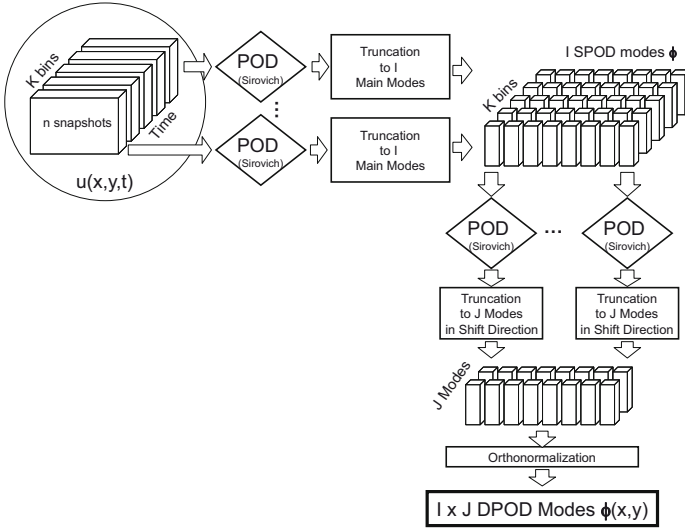 K bins
n snapshots
Time
u(x,y,t)
POD
(Sirovich)
Truncation
to I
Main Modes
...
POD
(Sirovich)
Truncation
to I
Main Modes
I SPOD modes ϕ
K bins
POD
(Sirovich)
...
POD
(Sirovich)
Truncation
to J Modes
in Shift Direction
Truncation
to J Modes
in Shift Direction
J Modes
Orthonormalization
I x J DPOD Modes ϕ(x,y)